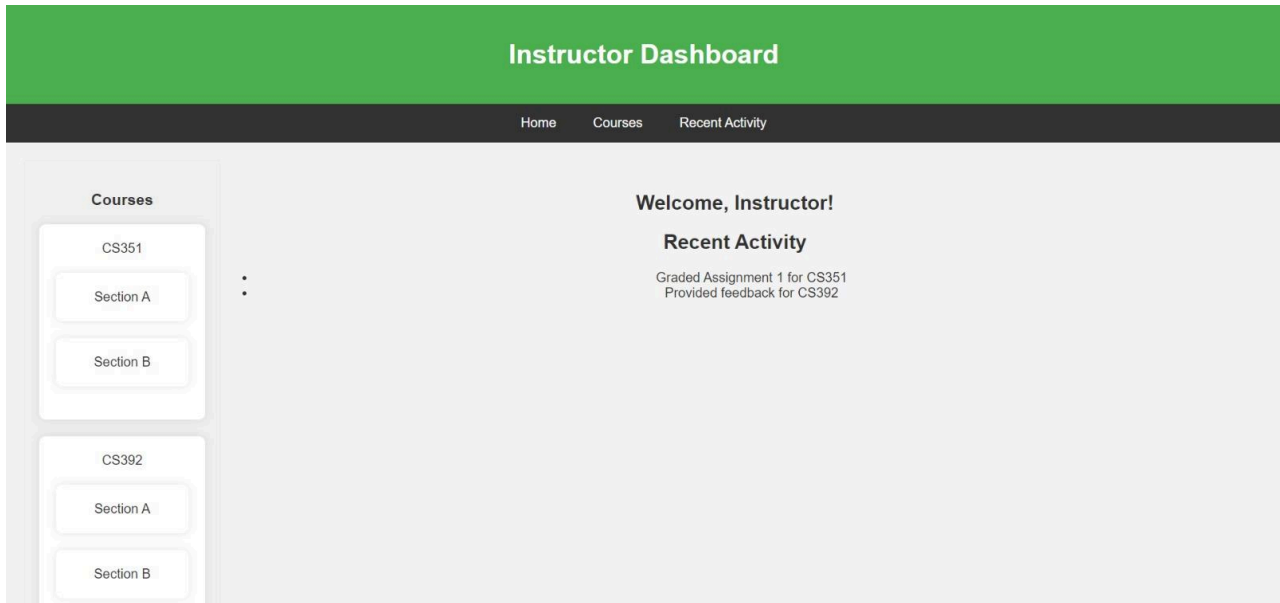 Instructor Dashboard
Home Courses Recent Activity
Courses
CS351
Section A
Section B
CS392
Section A
Section B
Welcome, Instructor!
Recent Activity
• Graded Assignment 1 for CS351
• Provided feedback for CS392